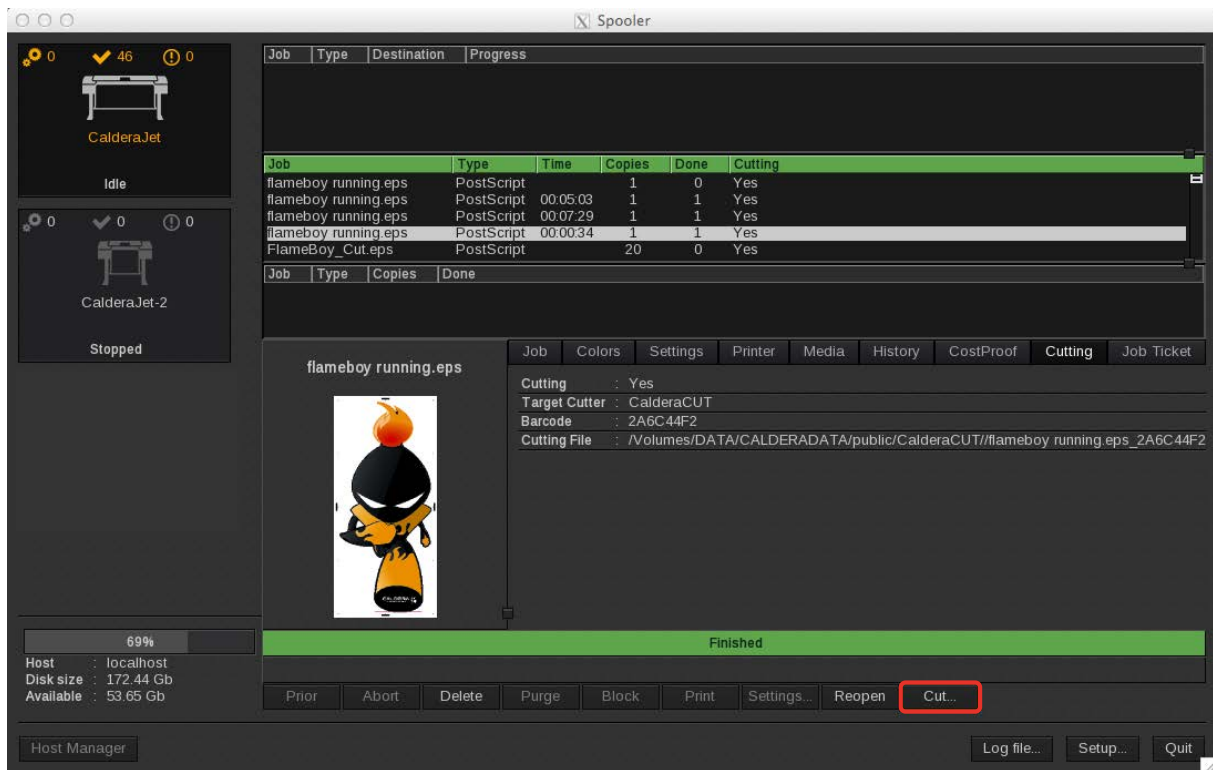 Spooler
0 46 0
CalderaJet
Idle
0 0 0
CalderaJet-2
Stopped
Job Type Destination Progress
Job Type Time Copies Done Cutting
flameboy running.eps PostScript 1 0 Yes
flameboy running.eps PostScript 00:05:03 1 1 Yes
flameboy running.eps PostScript 00:07:29 1 1 Yes
flameboy running.eps PostScript 00:00:34 1 1 Yes
FlameBoy_Cut.eps PostScript 20 0 Yes
Job Type Copies Done
flameboy running.eps
CALDERA
Job Colors Settings Printer Media History CostProof Cutting Job Ticket
Cutting : Yes
Target Cutter : CalderaCUT
Barcode : 2A6C44F2
Cutting File : /Volumes/DATA/CALDERADATA/public/CalderaCUT//flameboy running.eps_2A6C44F2
Finished
69%
Host : localhost
Disk size : 172.44 Gb
Available : 53.65 Gb
Prior Abort Delete Purge Block Print Settings... Reopen Cut...
Host Manager Log file... Setup... Quit